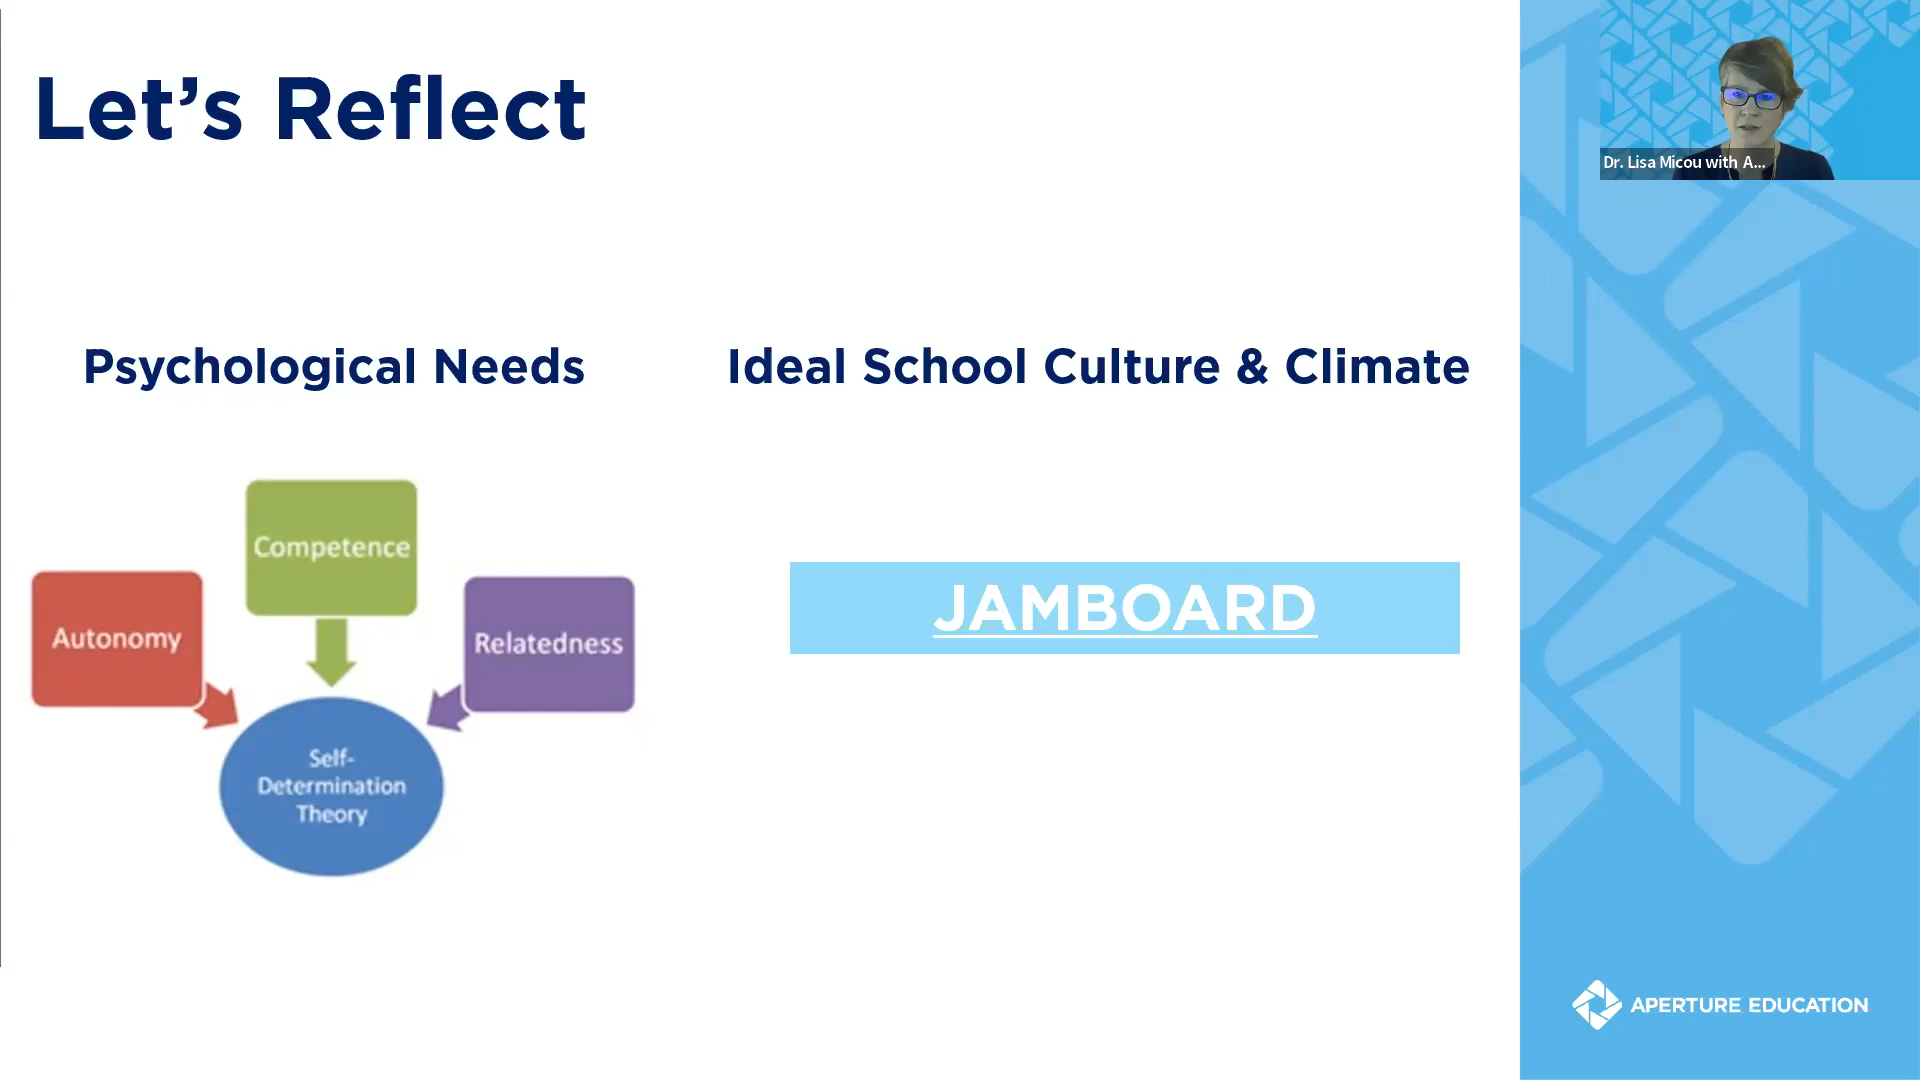 Let’s Reflect
Dr. Lisa Micou with A...
Psychological Needs
Ideal School Culture & Climate
Competence
Autonomy
Relatedness
JAMBOARD
Self-
Determination
Theory
APERTURE EDUCATION